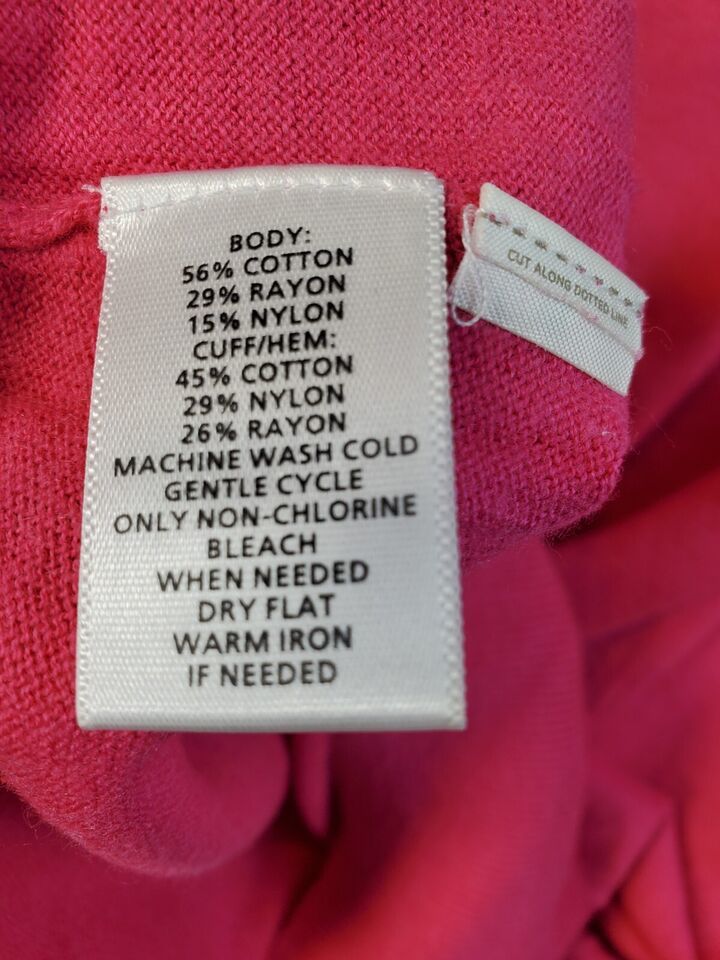 BODY:
56% COTTON
29% RAYON
15% NYLON
CUFF/HEM:
45% COTTON
29% NYLON
26% RAYON
MACHINE WASH COLD
GENTLE CYCLE
ONLY NON-CHLORINE
BLEACH
WHEN NEEDED
DRY FLAT
WARM IRON
IF NEEDED
CUT ALONG DOTTED LINE